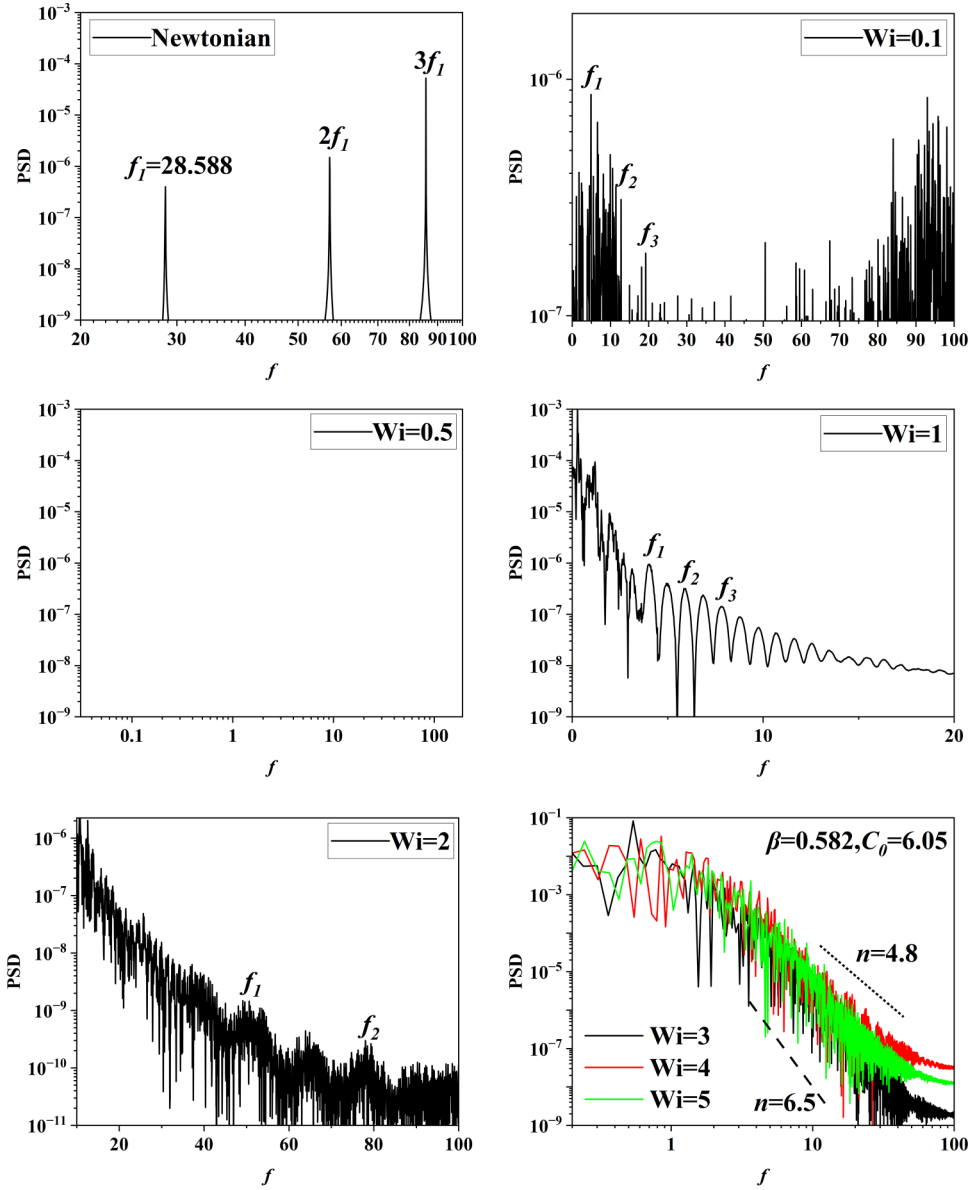 Newtonian
PSD
10⁻³
10⁻⁴
10⁻⁵
10⁻⁶
10⁻⁷
10⁻⁸
10⁻⁹
f₁=28.588
2f₁
3f₁
20 30 40 50 60 70 80 90 100
f
Wi=0.1
PSD
10⁻⁶
10⁻⁷
f₁
f₂
f₃
0 10 20 30 40 50 60 70 80 90 100
f
Wi=0.5
PSD
10⁻³
10⁻⁴
10⁻⁵
10⁻⁶
10⁻⁷
10⁻⁸
10⁻⁹
0.1 1 10 100
f
Wi=1
PSD
10⁻³
10⁻⁴
10⁻⁵
10⁻⁶
10⁻⁷
10⁻⁸
10⁻⁹
f₁
f₂
f₃
0 10 20
f
Wi=2
PSD
10⁻⁶
10⁻⁷
10⁻⁸
10⁻⁹
10⁻¹⁰
10⁻¹¹
f₁
f₂
20 40 60 80 100
f
β=0.582,C₀=6.05
PSD
10⁻¹
10⁻³
10⁻⁵
10⁻⁷
10⁻⁹
n=4.8
Wi=3
Wi=4
Wi=5
n=6.5
1 10 100
f